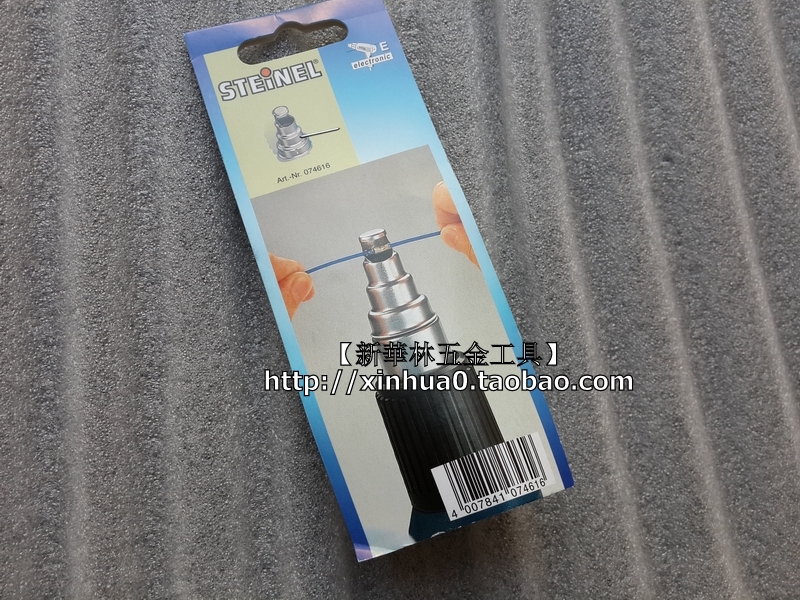 STEINEL®
E
electronic
Art.-Nr. 074616
【新華林五金工具】
http://xinhua0.taobao.com
4 007841 074616